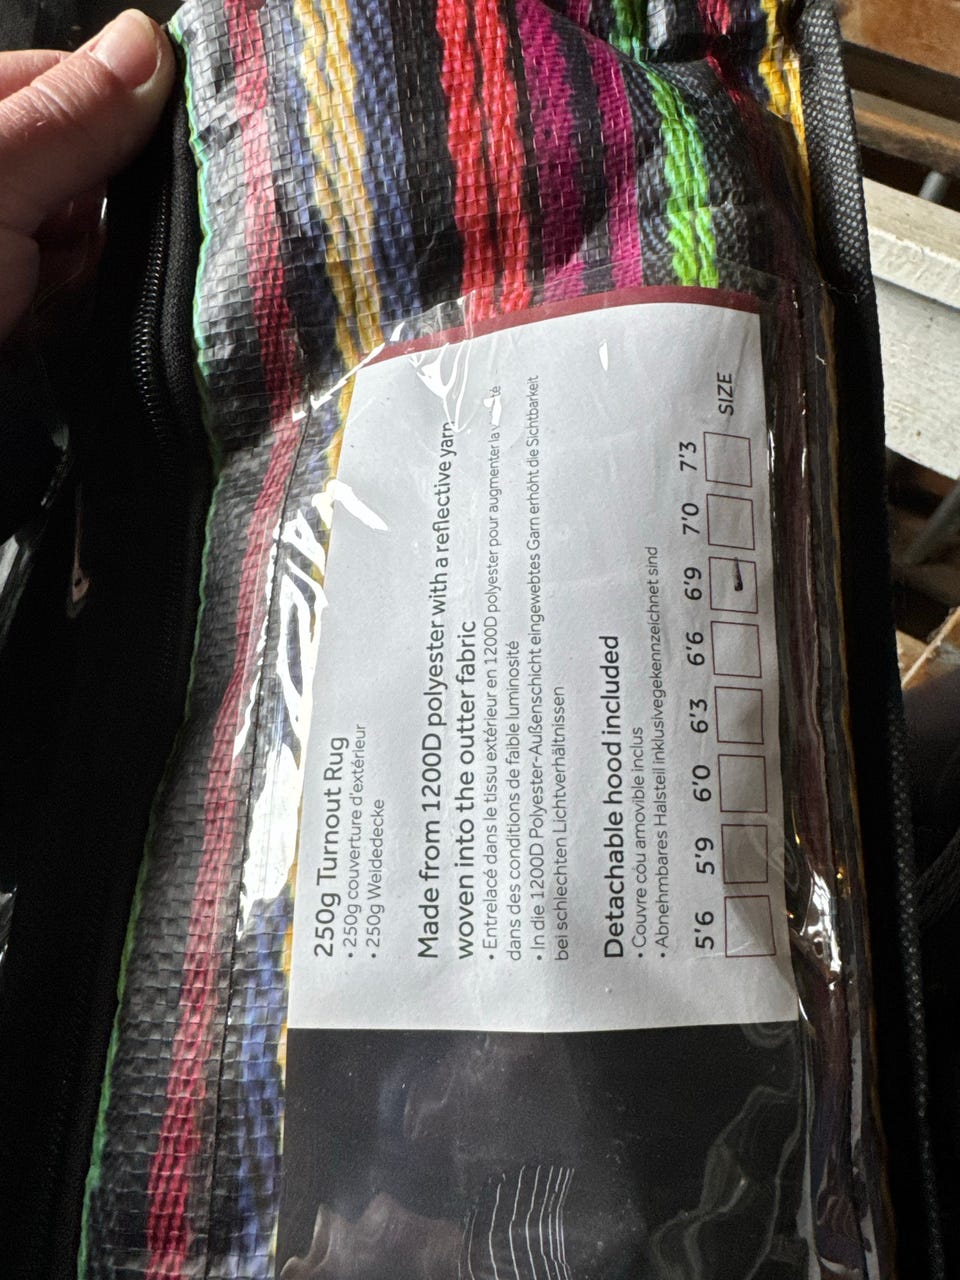 250g Turnout Rug
• 250g couverture d'extérieur
• 250g Weidedecke
Made from 1200D polyester with a reflective yarn
woven into the outter fabric
• Entrelacé dans le tissu extérieur en 1200D polyester pour augmenter la
dans des conditions de faible luminosité
• In die 1200D Polyester-Außenschicht eingewebtes Garn erhöht die Sichtbarkeit
bei schlechten Lichtverhältnissen
Detachable hood included
• Couvre còu amovible inclus
• Abnehmbares Halsteil inklusivegekennzeichnet sind
5'6 5'9 6'0 6'3 6'6 6'9 7'0 7'3
SIZE